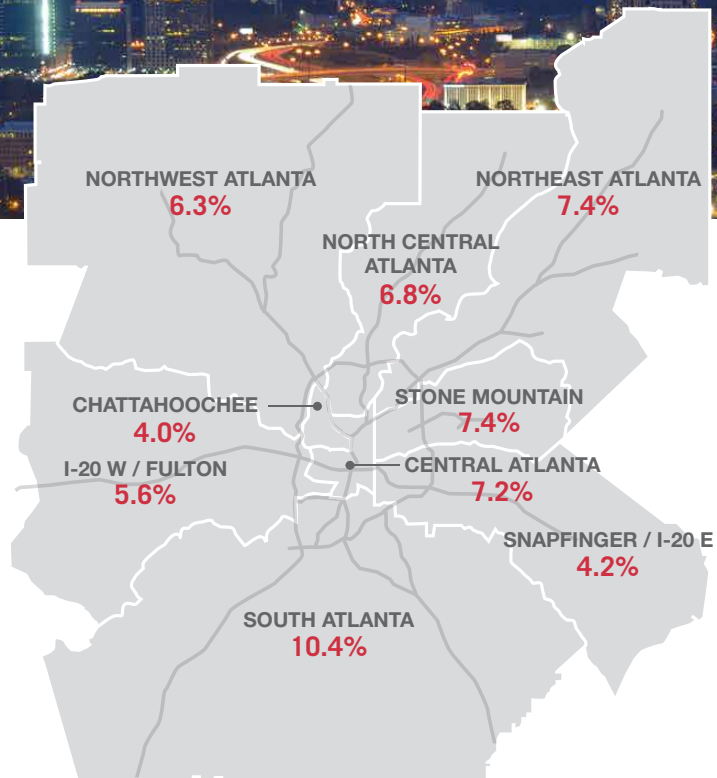 NORTHWEST ATLANTA
6.3%
NORTHEAST ATLANTA
7.4%
NORTH CENTRAL
ATLANTA
6.8%
CHATTAHOOCHEE
4.0%
STONE MOUNTAIN
7.4%
I-20 W / FULTON
5.6%
CENTRAL ATLANTA
7.2%
SNAPFINGER / I-20 E
4.2%
SOUTH ATLANTA
10.4%